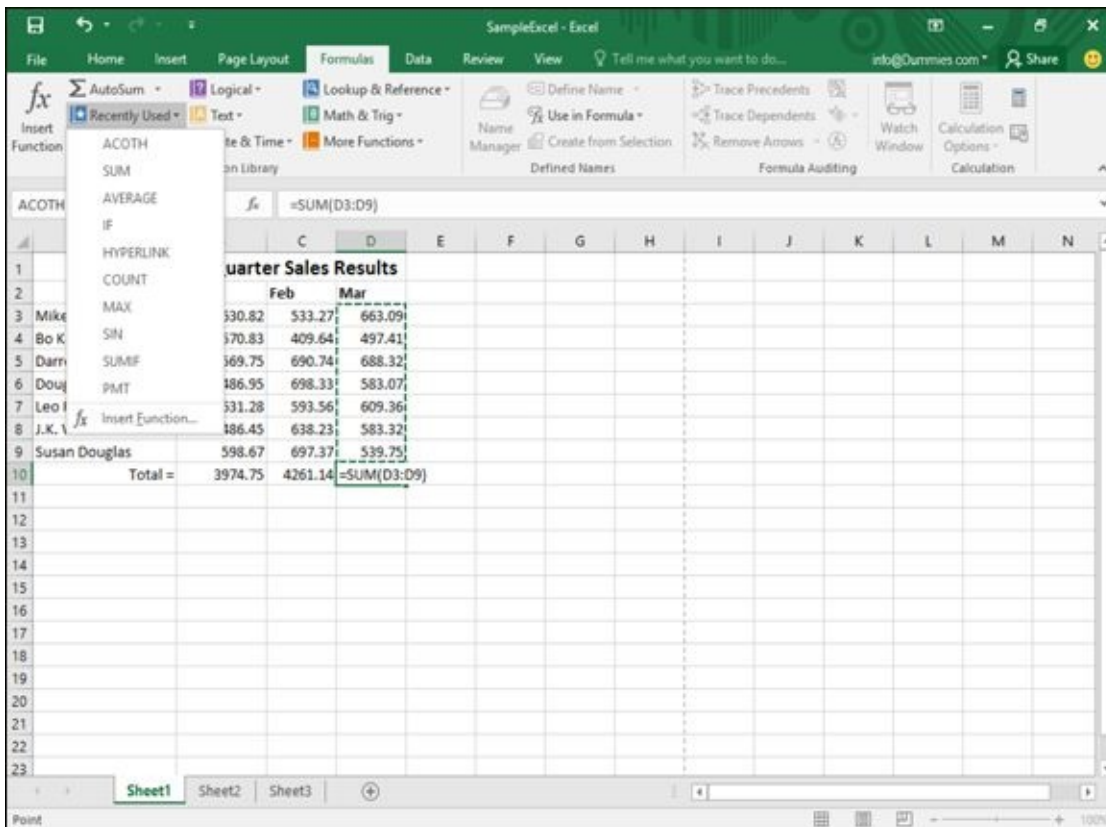 SampleExcel - Excel
File Home Insert Page Layout Formulas Data Review View Tell me what you want to do... info@Dummies.com Share
fx Insert Function
AutoSum
Recently Used
Logical
Text
te & Time
Lookup & Reference
Math & Trig
More Functions
on Library
Name Manager
Define Name
Use in Formula
Create from Selection
Defined Names
Trace Precedents
Trace Dependents
Remove Arrows
Formula Auditing
Watch Window
Calculation Options
Calculation
ACOTH
SUM
AVERAGE
IF
HYPERLINK
COUNT
MAX
SIN
SUMIF
PMT
fx Insert Function...
ACOTH fx =SUM(D3:D9)
C D E F G H I J K L M N
1 uarter Sales Results
2 Feb Mar
3 Mike 530.82 533.27 663.09
4 Bo K 570.83 409.64 497.41
5 Darr 569.75 690.74 688.32
6 Doug 486.95 698.33 583.07
7 Leo 531.28 593.56 609.36
8 J.K. 486.45 638.23 583.32
9 Susan Douglas 598.67 697.37 539.75
10 Total = 3974.75 4261.14 =SUM(D3:D9)
11
12
13
14
15
16
17
18
19
20
21
22
23
Sheet1 Sheet2 Sheet3
Point 100%